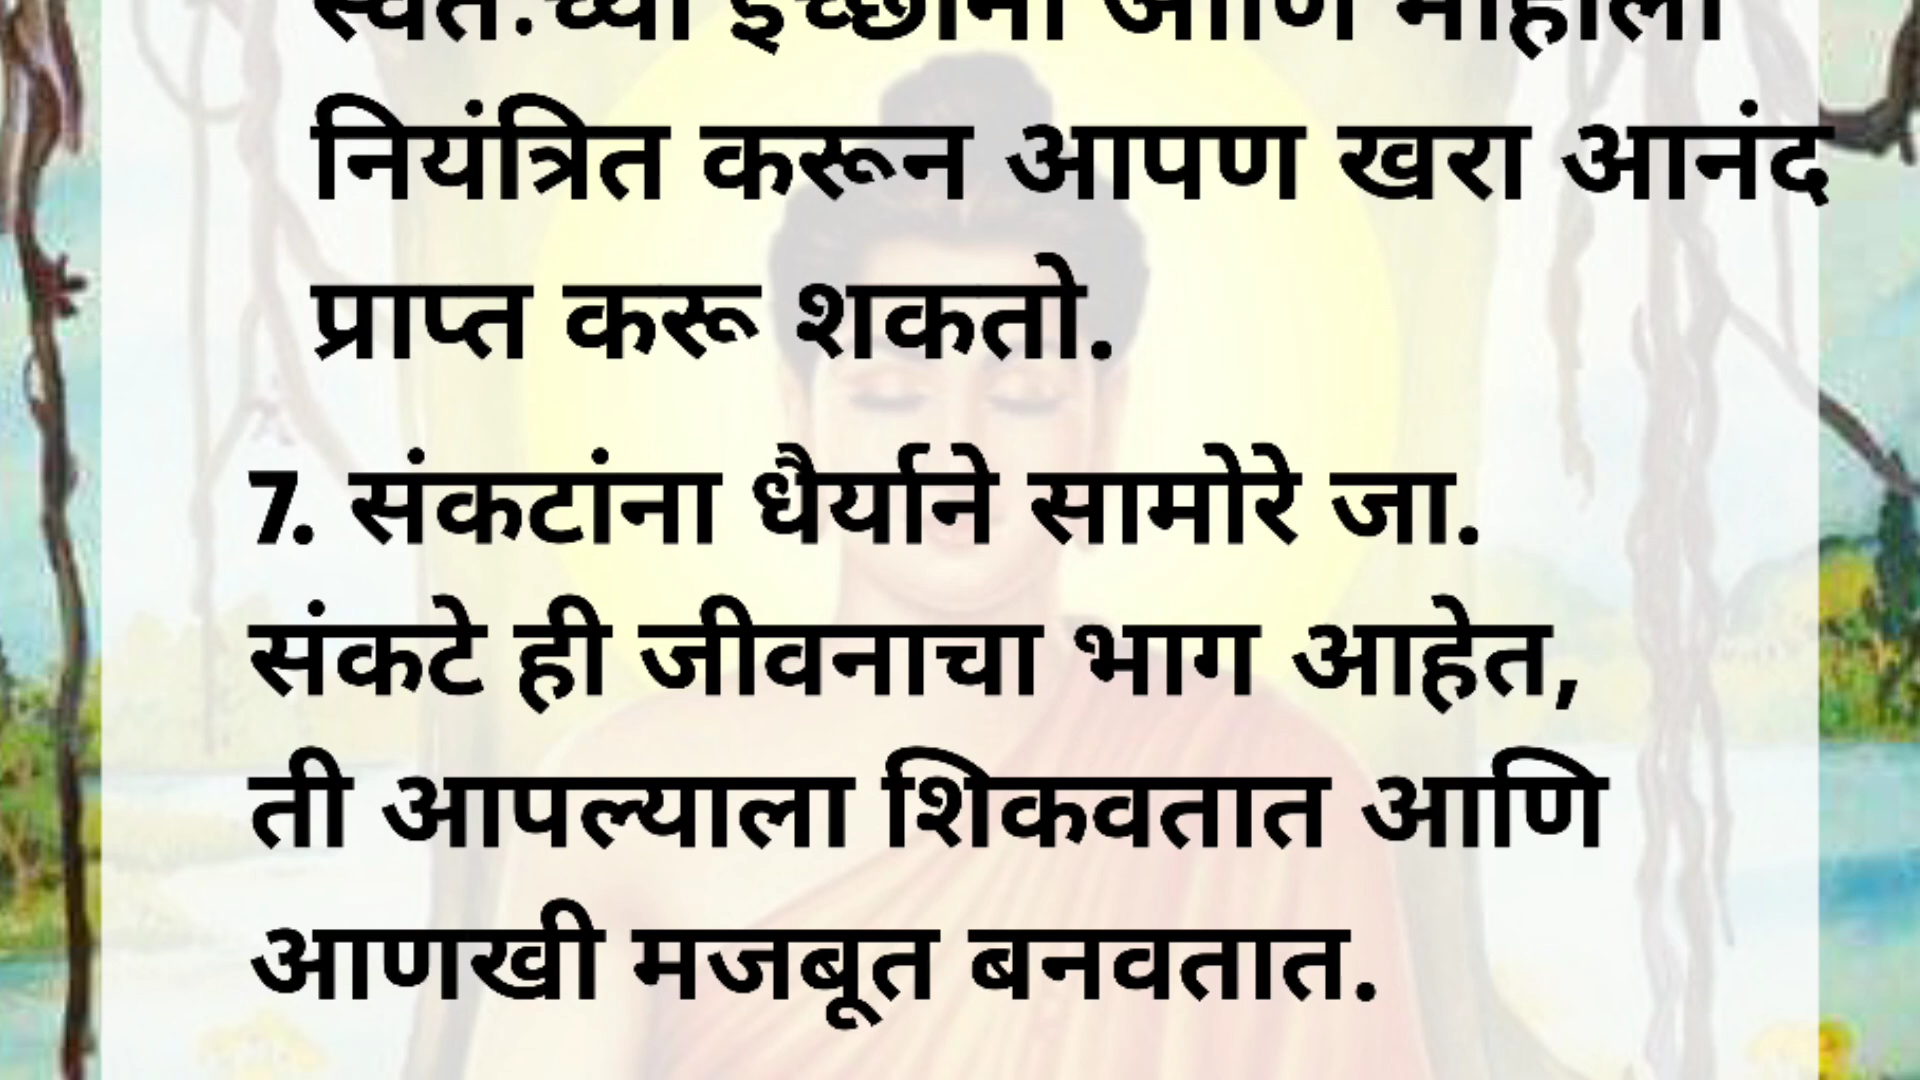 स्वत:च्या इच्छांना आणि मोहाला
नियंत्रित करून आपण खरा आनंद
प्राप्त करू शकतो.
7. संकटांना धैर्याने सामोरे जा.
संकटे ही जीवनाचा भाग आहेत,
ती आपल्याला शिकवतात आणि
आणखी मजबूत बनवतात.